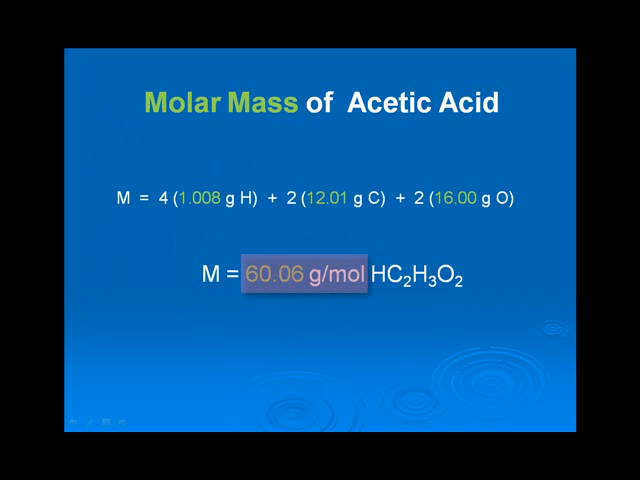 Molar Mass of Acetic Acid
M = 4 (1.008 g H) + 2 (12.01 g C) + 2 (16.00 g O)
M = 60.06 g/mol HC₂H₃O₂